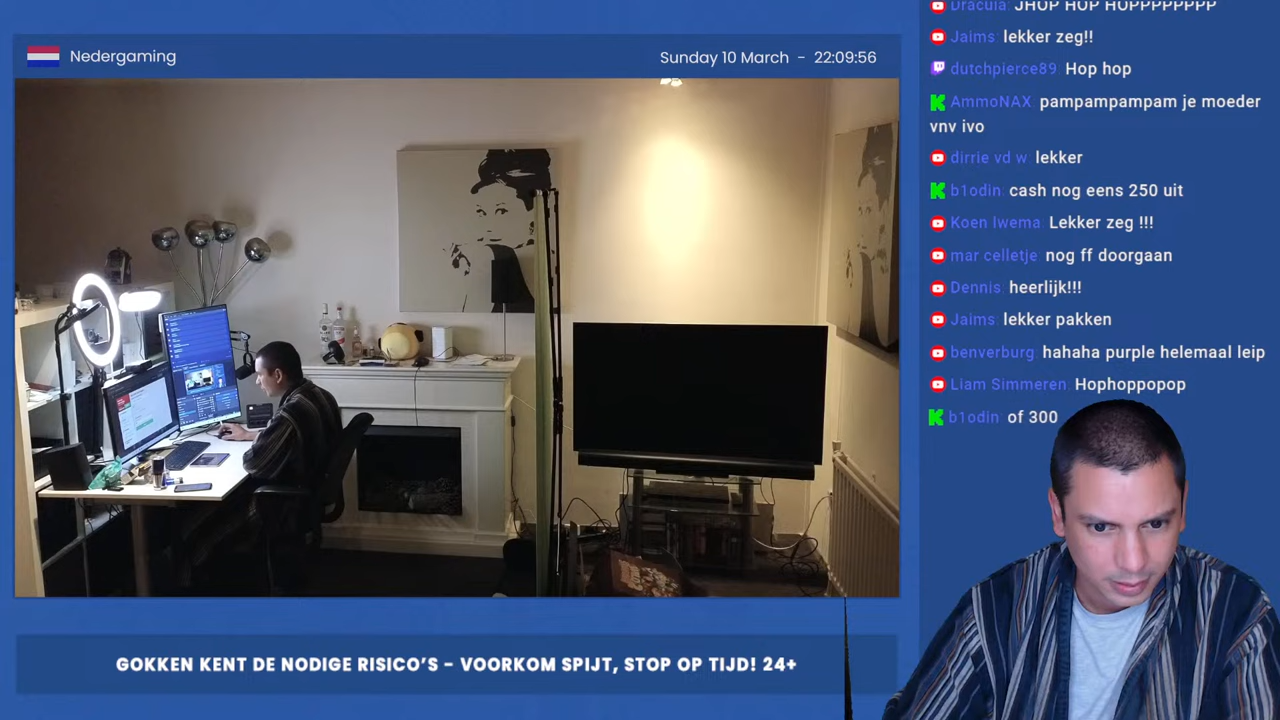 Nedergaming
Sunday 10 March - 22:09:56
GOKKEN KENT DE NODIGE RISICO'S - VOORKOM SPIJT, STOP OP TIJD! 24+
Dracula: JHOP HOP HOPPPPPPPP
Jaims: lekker zeg!!
dutchpierce89: Hop hop
AmmoNAX: pampampampam je moeder
vnv ivo
dirrie vd w: lekker
b1odin: cash nog eens 250 uit
Koen Iwema: Lekker zeg !!!
mar celletje: nog ff doorgaan
Dennis: heerlijk!!!
Jaims: lekker pakken
benverburg: hahaha purple helemaal leip
Liam Simmeren: Hophoppopop
b1odin: of 300